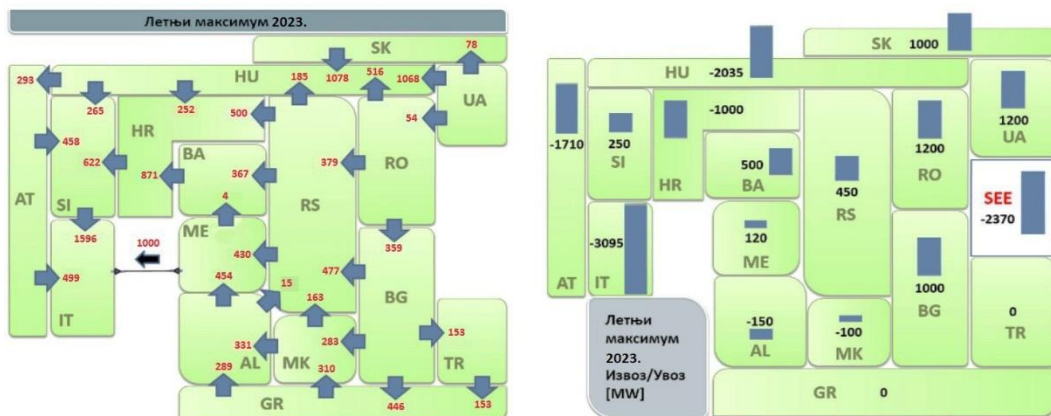 Летњи максимум 2023.
SK
78
HU
293
185
1078
516
1068
UA
265
252
500
54
HR
458
622
BA
871
367
379
RO
AT
SI
4
RS
ME
1596
1000
430
359
499
454
15
477
163
BG
IT
331
283
153
AL
MK
289
310
TR
GR
446
153
SK 1000
HU -2035
-1710
-1000
250
1200
1200
UA
SI
HR
500
BA
RO
450
RS
SEE
-2370
-3095
120
ME
AT
IT
1000
BG
0
TR
-150
AL
-100
MK
GR 0
Летњи
максимум
2023.
Извоз/Увоз
[MW]